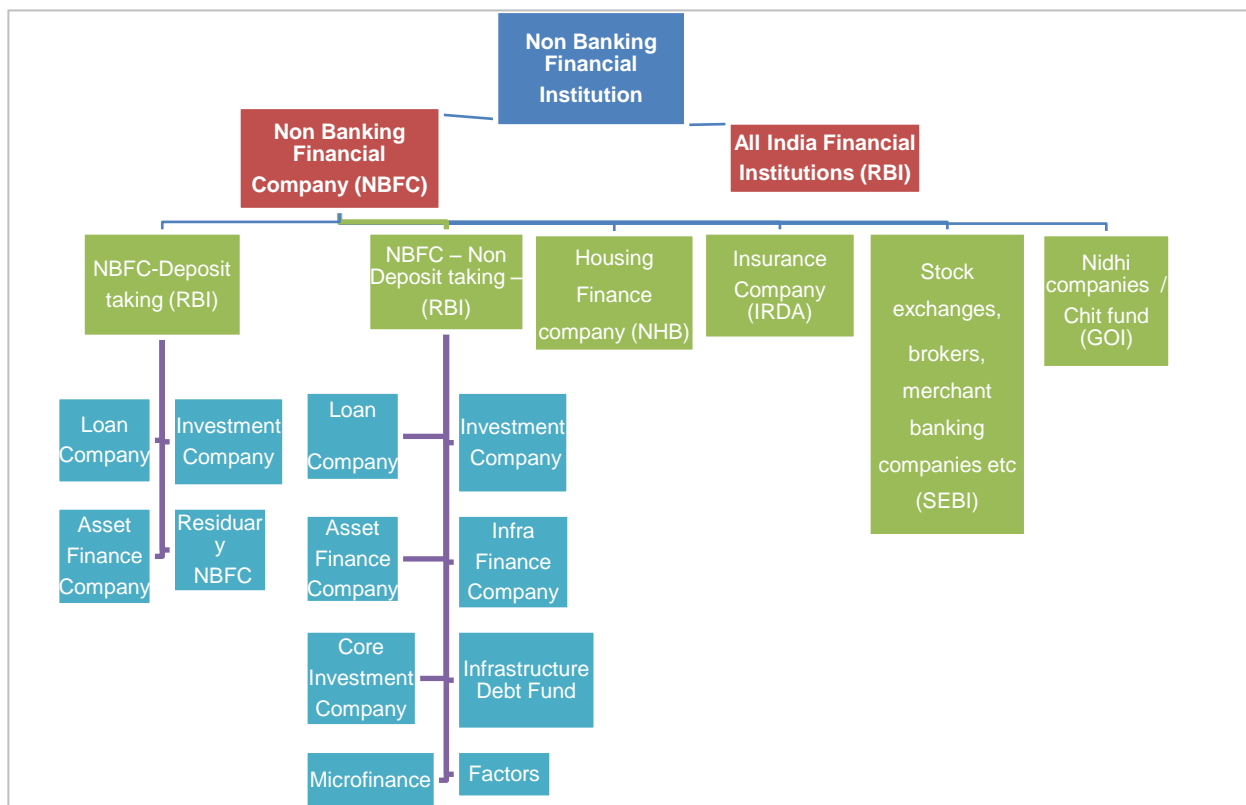 Non Banking
Financial
Institution
Non Banking
Financial
Company (NBFC)
All India Financial
Institutions (RBI)
NBFC-Deposit
taking (RBI)
NBFC – Non
Deposit taking –
(RBI)
Housing
Finance
company (NHB)
Insurance
Company
(IRDA)
Stock
exchanges,
brokers,
merchant
banking
companies etc
(SEBI)
Nidhi
companies /
Chit fund
(GOI)
Loan
Company
Investment
Company
Asset
Finance
Company
Residuar
y
NBFC
Loan
Company
Investment
Company
Asset
Finance
Company
Infra
Finance
Company
Core
Investment
Company
Infrastructure
Debt Fund
Microfinance
Factors